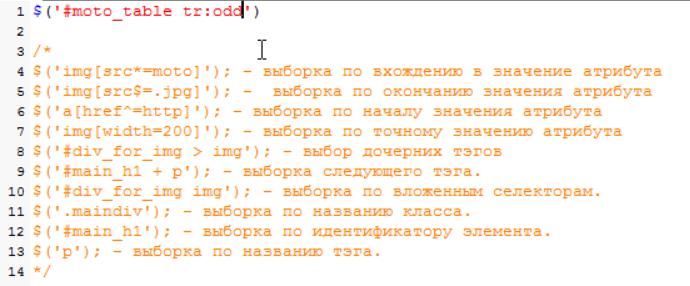 1 $('#moto_table tr:odd')
2
3 /*
4 $('img[src*=moto]'); - выборка по вхождению в значение атрибута
5 $('img[src$=.jpg]'); -  выборка по окончанию значения атрибута
6 $('a[href^=http]'); - выборка по началу значения атрибута
7 $('img[width=200]'); - выборка по точному значению атрибута
8 $('#div_for_img > img'); - выбор дочерних тэгов
9 $('#main_h1 + p'); - выборка следующего тэга.
10 $('#div_for_img img'); - выборка по вложенным селекторам.
11 $('.maindiv'); - выборка по названию класса.
12 $('#main_h1'); - выборка по идентификатору элемента.
13 $('p'); - выборка по названию тэга.
14 */